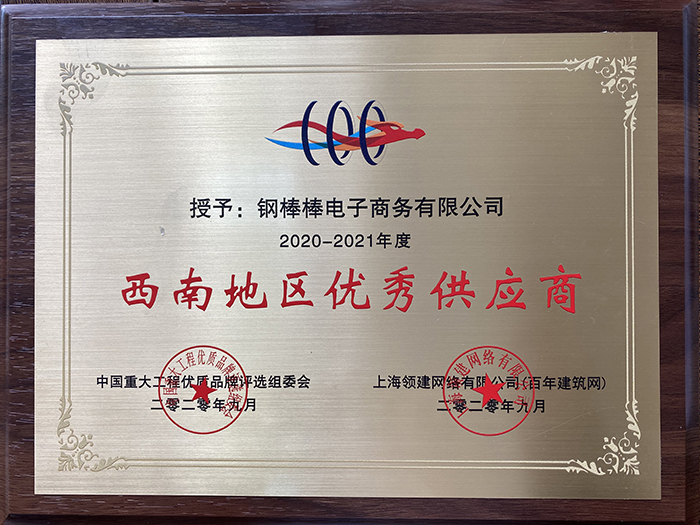 授予：钢棒棒电子商务有限公司
2020-2021年度
西南地区优秀供应商
中国重大工程优质品牌评选组委会
二零二零年九月
上海领建网络有限公司(百年建筑网)
二零二零年九月